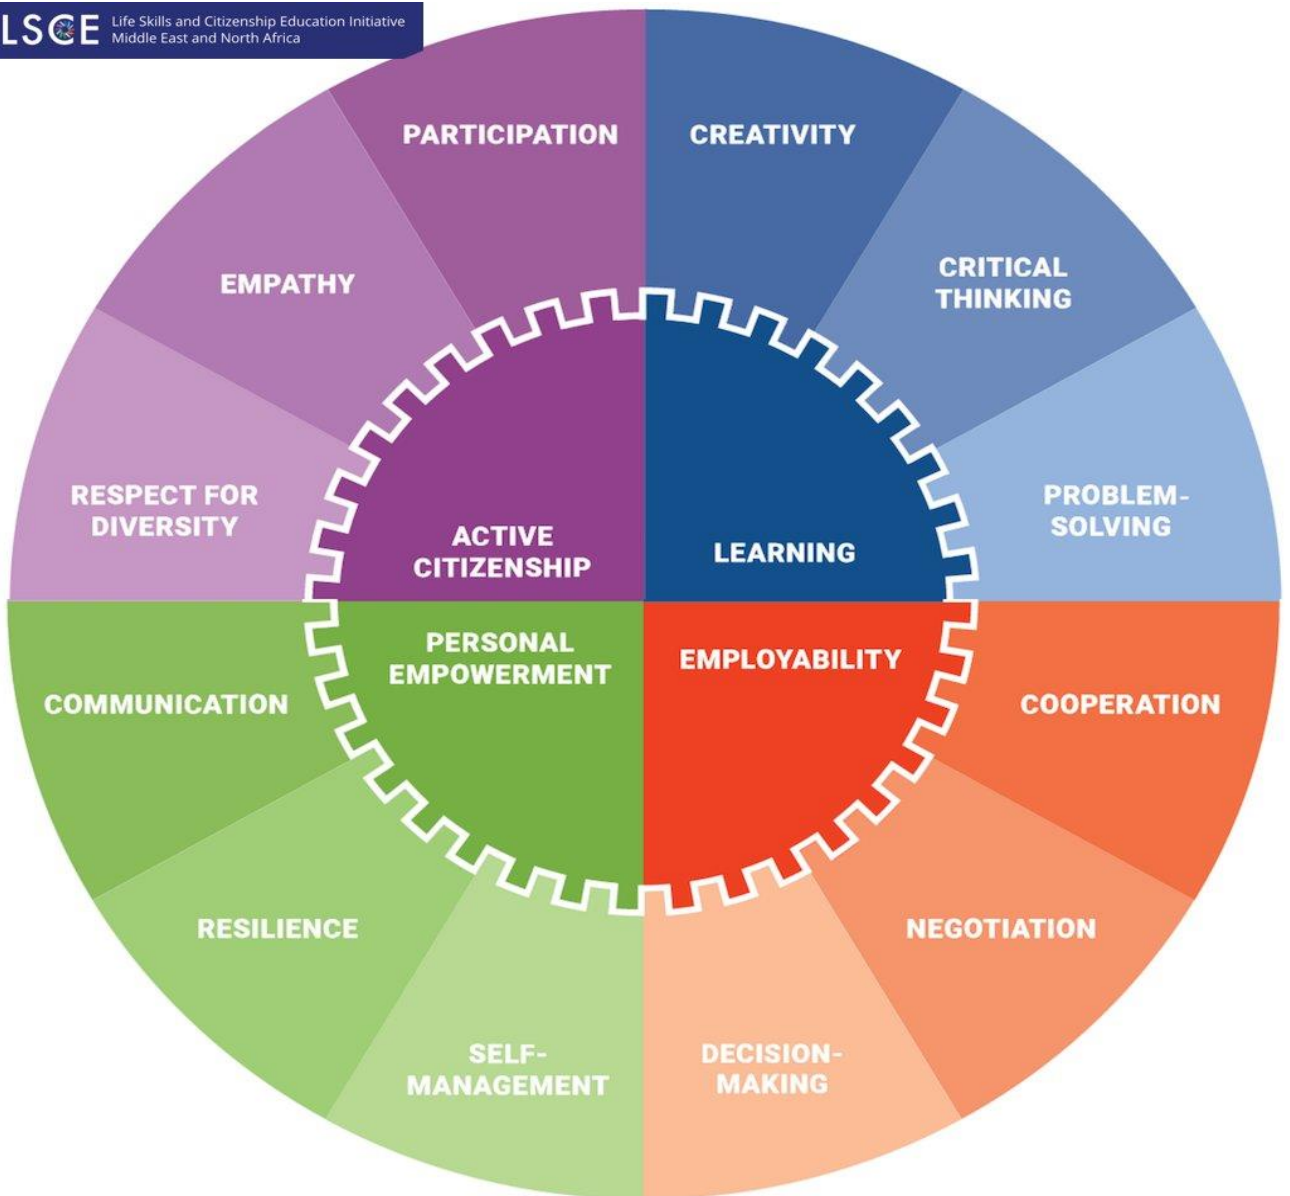 LSCE Life Skills and Citizenship Education Initiative
Middle East and North Africa
PARTICIPATION
CREATIVITY
EMPATHY
CRITICAL
THINKING
RESPECT FOR
DIVERSITY
PROBLEM-
SOLVING
ACTIVE
CITIZENSHIP
LEARNING
PERSONAL
EMPOWERMENT
EMPLOYABILITY
COMMUNICATION
COOPERATION
RESILIENCE
NEGOTIATION
SELF-
MANAGEMENT
DECISION-
MAKING